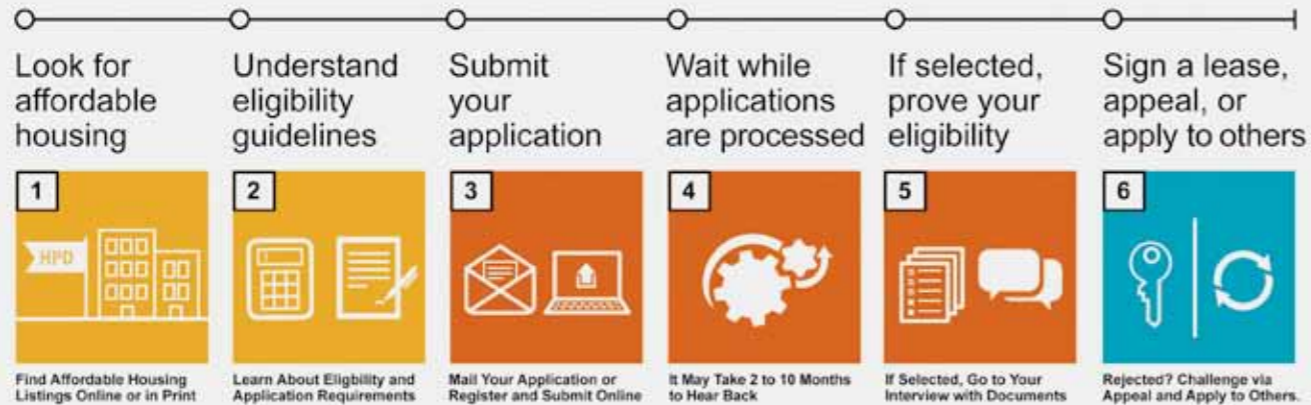 Look for
affordable
housing
Understand
eligibility
guidelines
Submit
your
application
Wait while
applications
are processed
If selected,
prove your
eligibility
Sign a lease,
appeal, or
apply to others
1
HPD
2
3
4
5
6
Find Affordable Housing
Listings Online or in Print
Learn About Eligbility and
Application Requirements
Mail Your Application or
Register and Submit Online
It May Take 2 to 10 Months
to Hear Back
If Selected, Go to Your
Interview with Documents
Rejected? Challenge via
Appeal and Apply to Others.